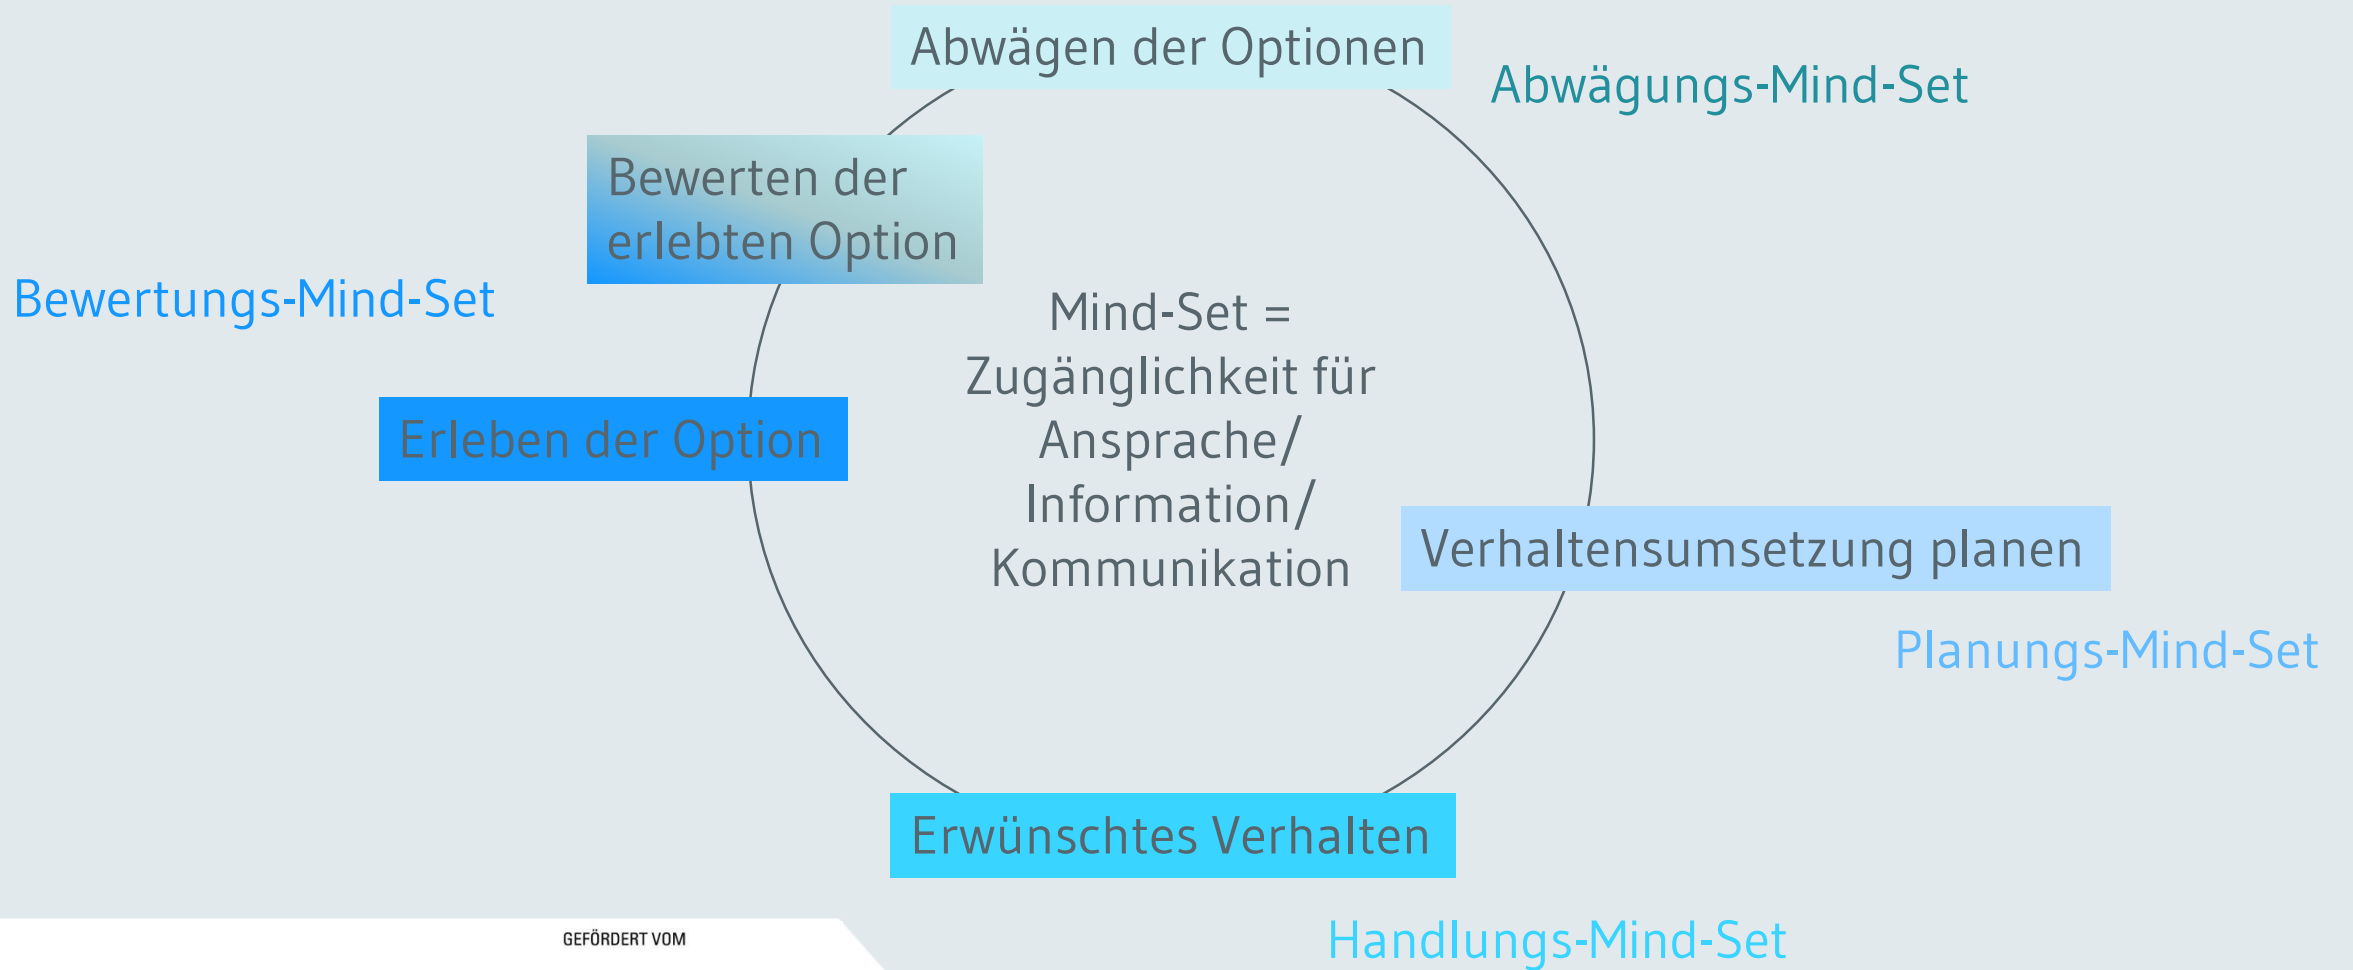 Abwägen der Optionen
Abwägungs-Mind-Set
Bewerten der
erlebten Option
Bewertungs-Mind-Set
Mind-Set =
Zugänglichkeit für
Ansprache/
Information/
Kommunikation
Erleben der Option
Verhaltensumsetzung planen
Planungs-Mind-Set
Erwünschtes Verhalten
Handlungs-Mind-Set
GEFÖRDERT VOM